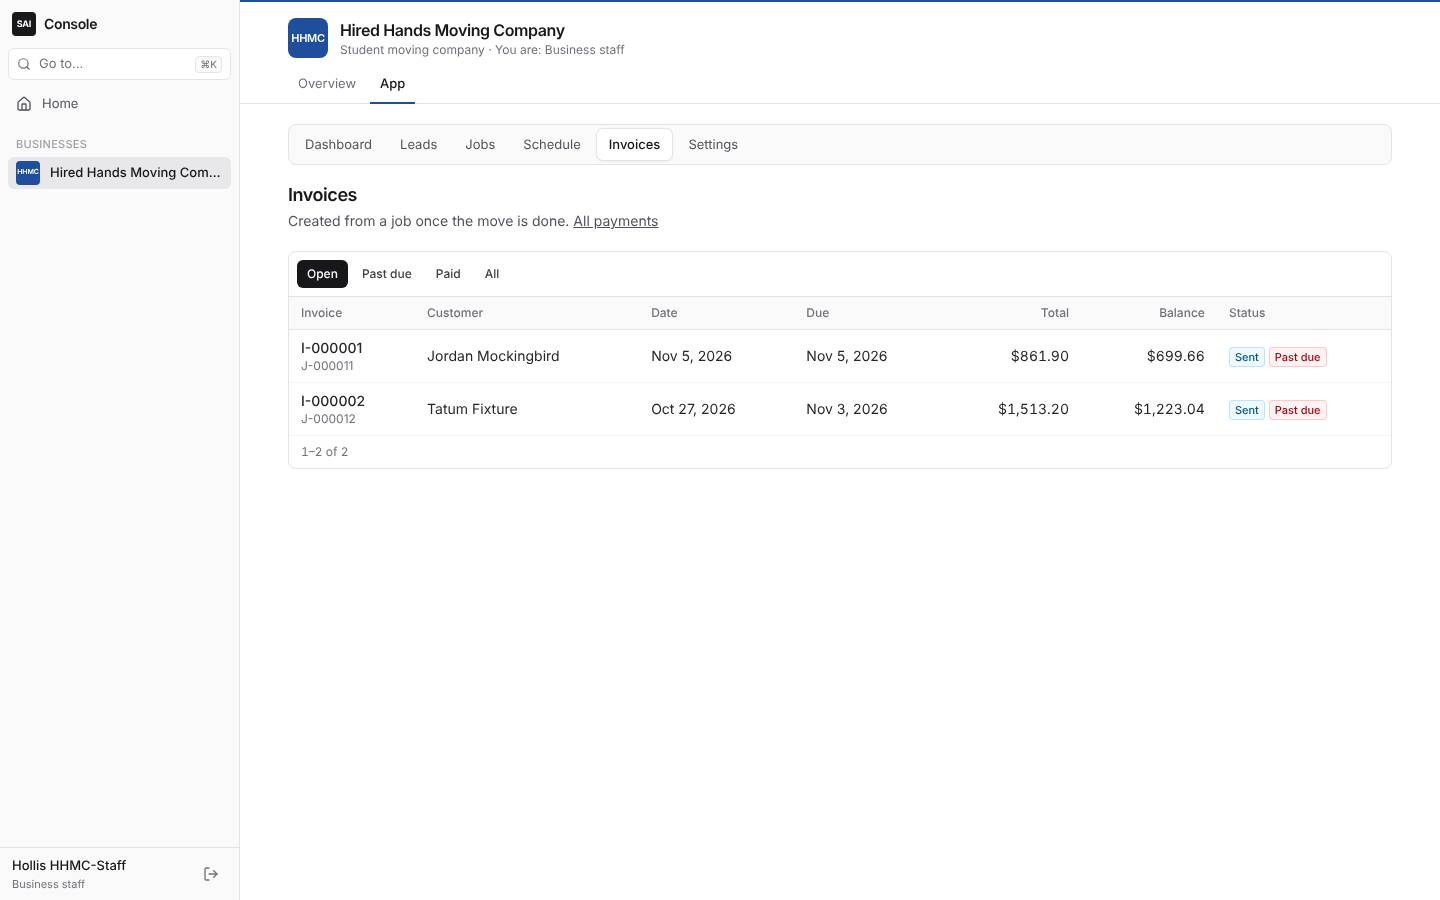 SAI Console
Go to... ⌘K
Home
BUSINESSES
HHMC Hired Hands Moving Com...
Hollis HHMC-Staff
Business staff
HHMC
Hired Hands Moving Company
Student moving company · You are: Business staff
Overview App
Dashboard Leads Jobs Schedule Invoices Settings
Invoices
Created from a job once the move is done. All payments
Open Past due Paid All
Invoice Customer Date Due Total Balance Status
I-000001
J-000011
Jordan Mockingbird Nov 5, 2026 Nov 5, 2026 $861.90 $699.66 Sent Past due
I-000002
J-000012
Tatum Fixture Oct 27, 2026 Nov 3, 2026 $1,513.20 $1,223.04 Sent Past due
1–2 of 2